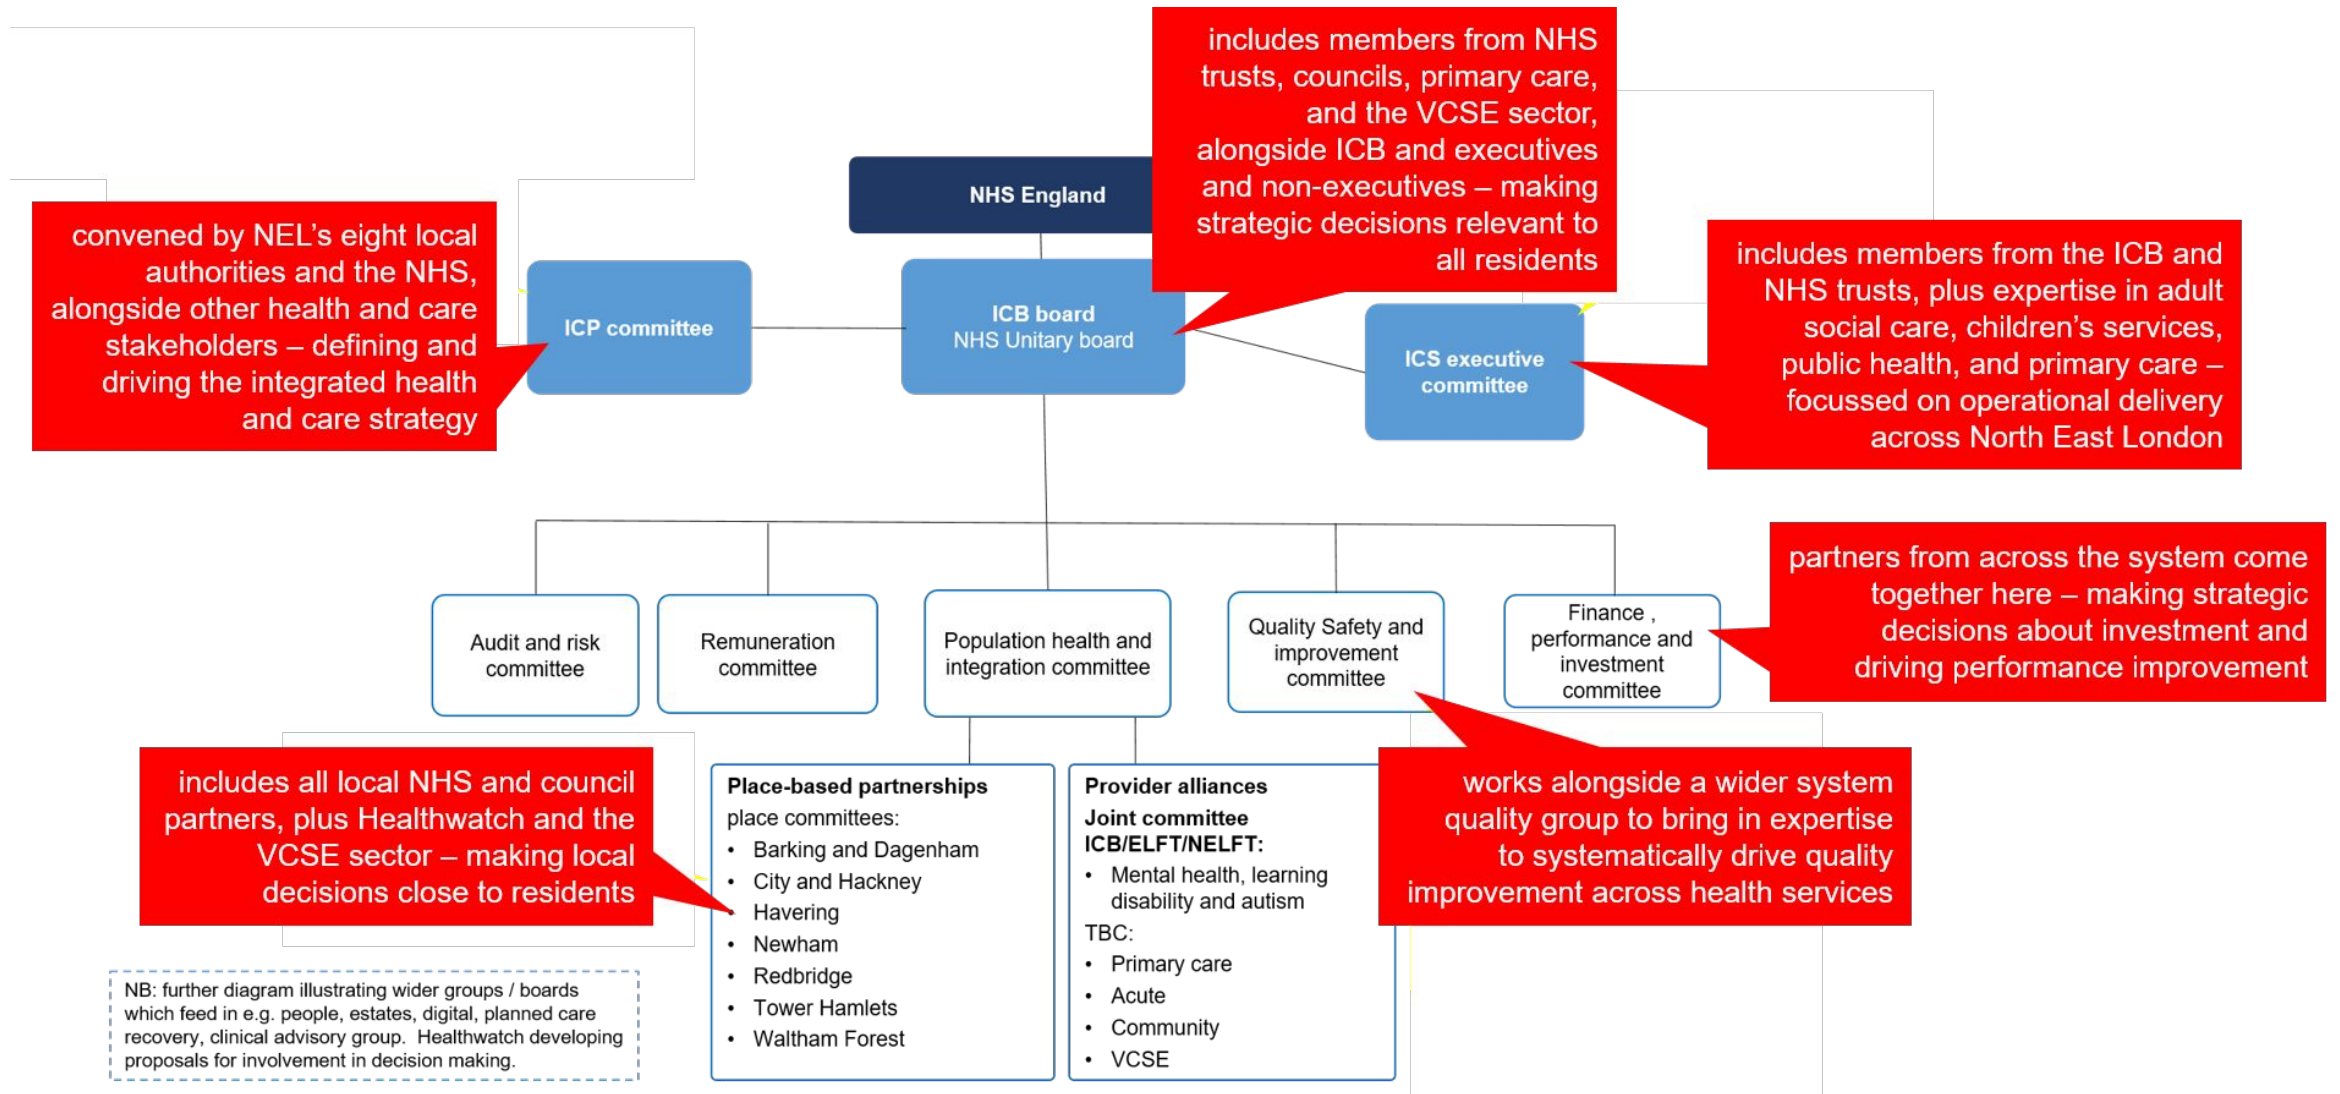 includes members from NHS
trusts, councils, primary care,
and the VCSE sector,
alongside ICB and executives
and non-executives – making
strategic decisions relevant to
all residents
NHS England
convened by NEL’s eight local
authorities and the NHS,
alongside other health and care
stakeholders – defining and
driving the integrated health
and care strategy
ICP committee
ICB board
NHS Unitary board
ICS executive
committee
includes members from the ICB and
NHS trusts, plus expertise in adult
social care, children’s services,
public health, and primary care –
focussed on operational delivery
across North East London
Audit and risk
committee
Remuneration
committee
Population health and
integration committee
Quality Safety and
improvement
committee
Finance ,
performance and
investment
committee
partners from across the system come
together here – making strategic
decisions about investment and
driving performance improvement
includes all local NHS and council
partners, plus Healthwatch and the
VCSE sector – making local
decisions close to residents
Place-based partnerships
place committees:
• Barking and Dagenham
• City and Hackney
• Havering
• Newham
• Redbridge
• Tower Hamlets
• Waltham Forest
Provider alliances
Joint committee
ICB/ELFT/NELFT:
• Mental health, learning
disability and autism
TBC:
• Primary care
• Acute
• Community
• VCSE
works alongside a wider system
quality group to bring in expertise
to systematically drive quality
improvement across health services
NB: further diagram illustrating wider groups / boards
which feed in e.g. people, estates, digital, planned care
recovery, clinical advisory group.  Healthwatch developing
proposals for involvement in decision making.